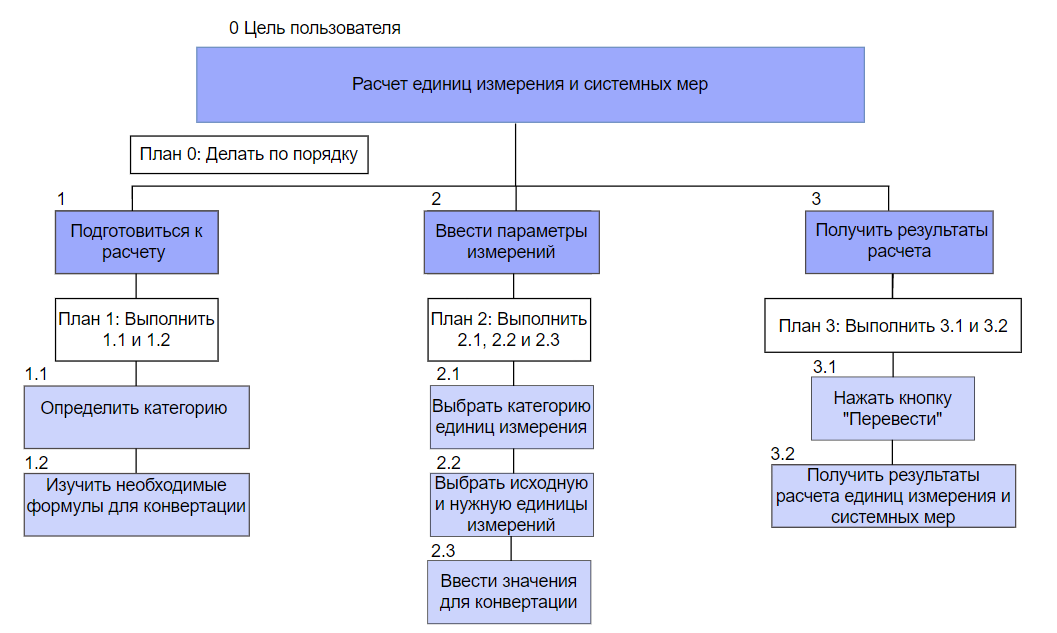 0 Цель пользователя
Расчет единиц измерения и системных мер
План 0: Делать по порядку
1
Подготовиться к
расчету
План 1: Выполнить
1.1 и 1.2
1.1
Определить категорию
1.2
Изучить необходимые
формулы для конвертации
2
Ввести параметры
измерений
План 2: Выполнить
2.1, 2.2 и 2.3
2.1
Выбрать категорию
единиц измерения
2.2
Выбрать исходную
и нужную единицы
измерений
2.3
Ввести значения
для конвертации
3
Получить результаты
расчета
План 3: Выполнить 3.1 и 3.2
3.1
Нажать кнопку
"Перевести"
3.2
Получить результаты
расчета единиц измерения и
системных мер